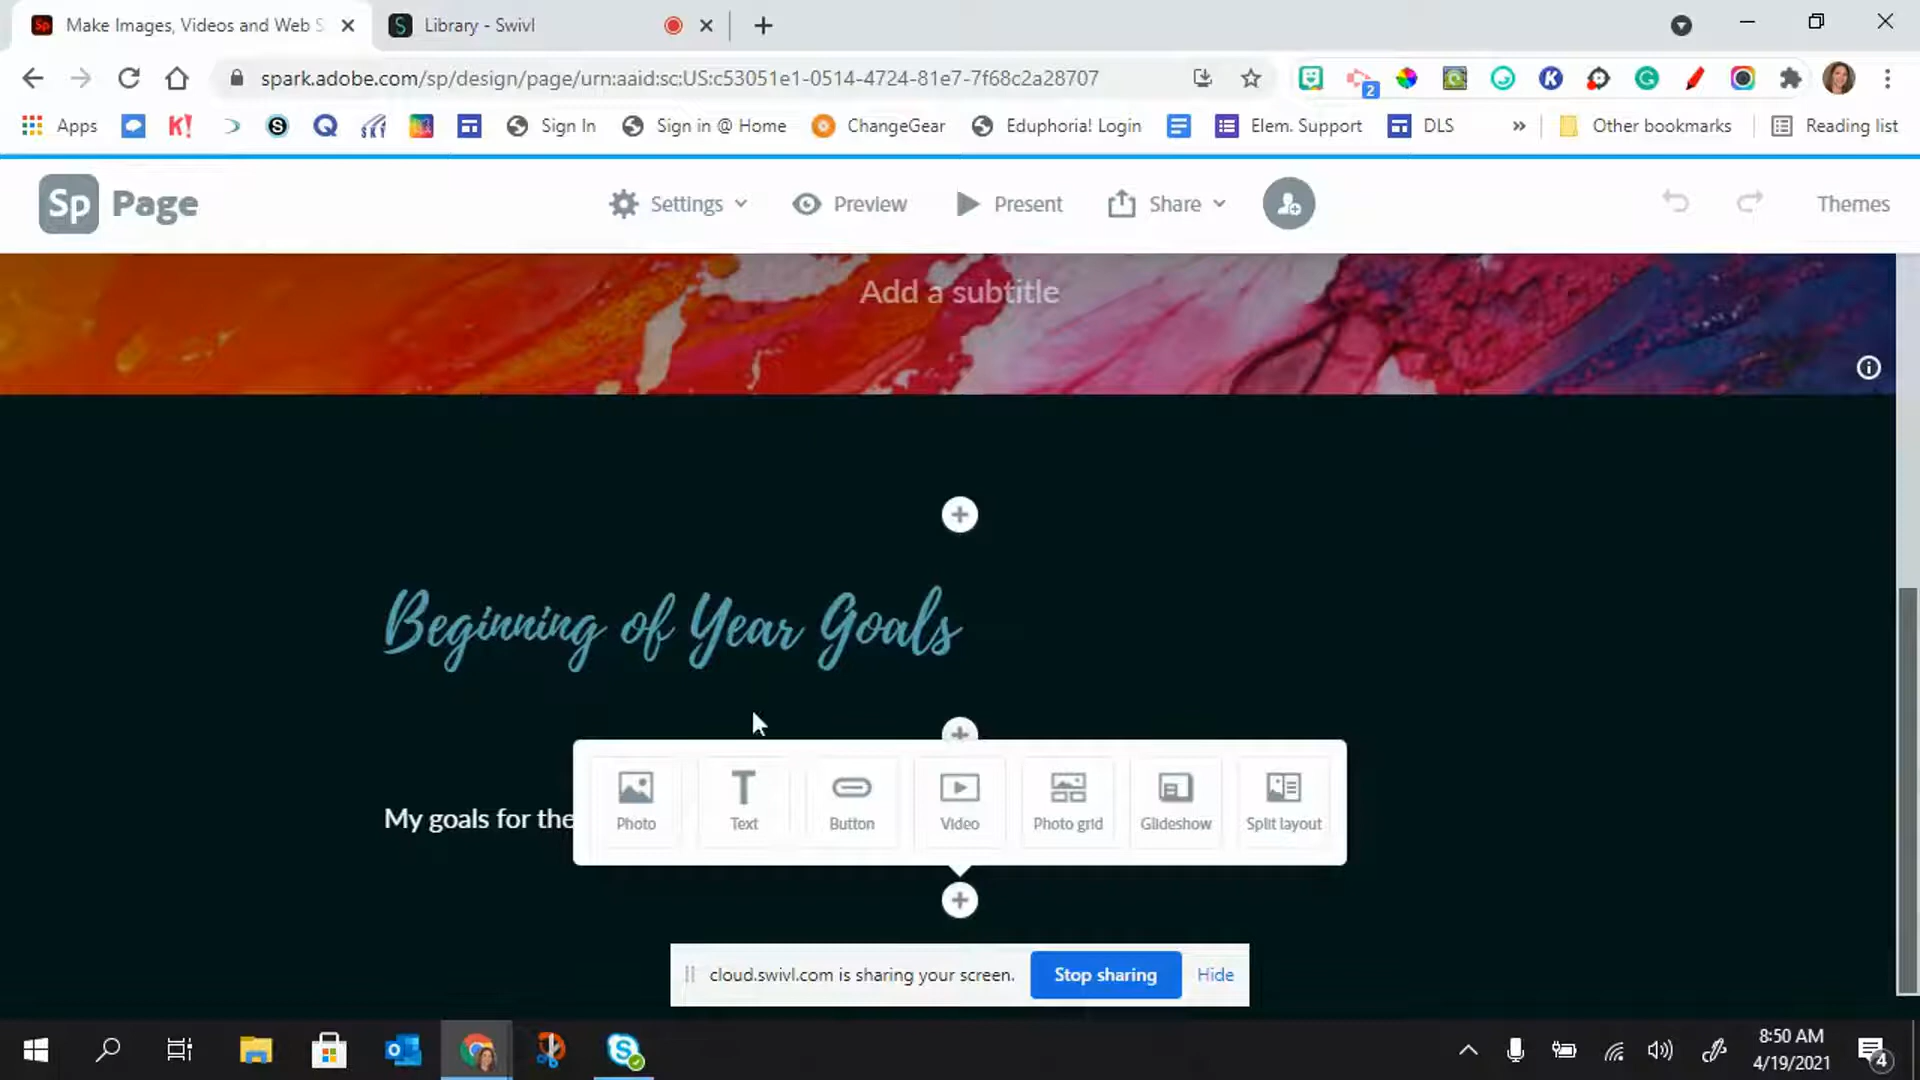 Sp Make Images, Videos and Web S
S Library - Swivl
spark.adobe.com/sp/design/page/urn:aaid:sc:US:c53051e1-0514-4724-81e7-7f68c2a28707
2
Apps K! S Sign In Sign in @ Home ChangeGear Eduphoria! Login Elem. Support DLS » Other bookmarks Reading list
Sp Page Settings Preview Present Share Themes
Add a subtitle
Beginning of Year Goals
My goals for the
Photo Text Button Video Photo grid Glideshow Split layout
cloud.swivl.com is sharing your screen. Stop sharing Hide
8:50 AM
4/19/2021
4